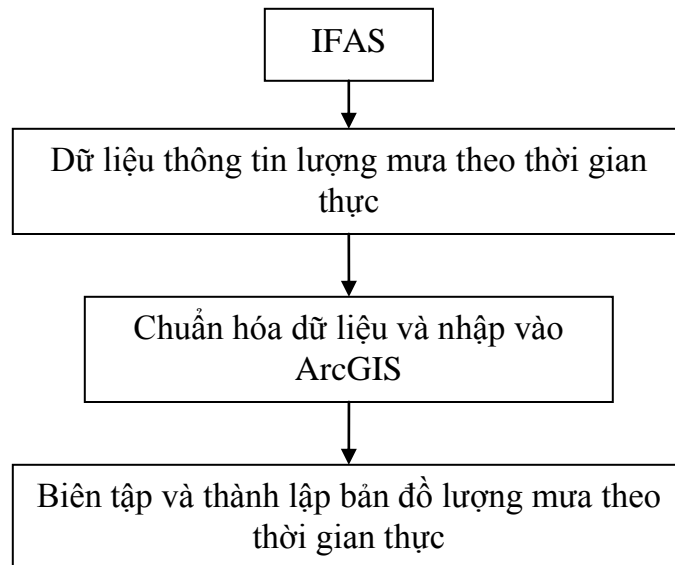 IFAS
Dữ liệu thông tin lượng mưa theo thời gian
thực
Chuẩn hóa dữ liệu và nhập vào
ArcGIS
Biên tập và thành lập bản đồ lượng mưa theo
thời gian thực